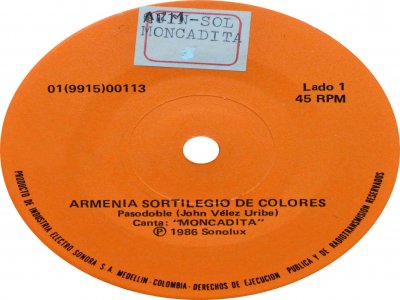 FIN-SOL
ARM
MONCADITA
01(9915)00113
Lado 1
45 RPM
ARMENIA SORTILEGIO DE COLORES
Pasodoble (John Vélez Uribe)
Canta: "MONCADITA"
Ⓟ 1986 Sonolux
PRODUCTO DE INDUSTRIA ELECTRO SONORA S.A. MEDELLIN - COLOMBIA - DERECHOS DE EJECUCION PUBLICA Y DE RADIOTRANSMISION RESERVADOS